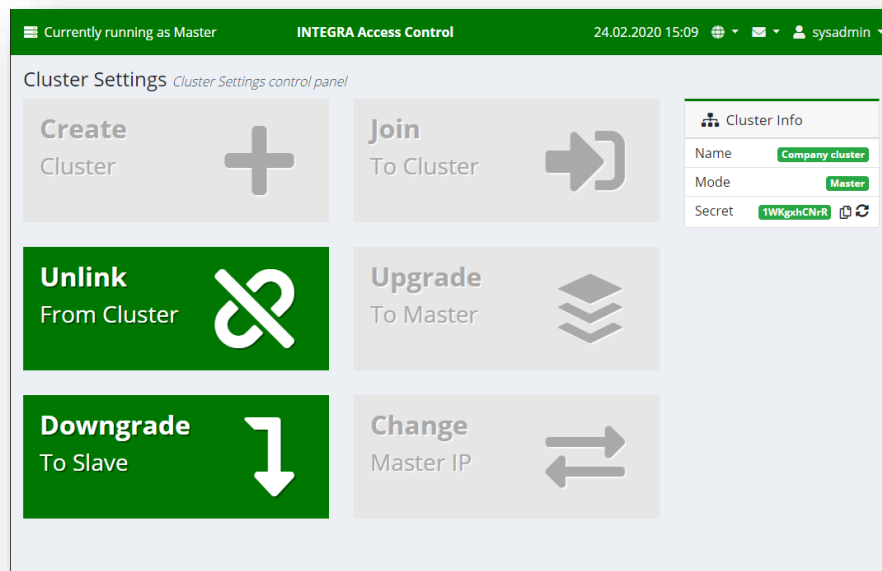 Currently running as Master INTEGRA Access Control 24.02.2020 15:09 sysadmin
Cluster Settings Cluster Settings control panel
Create
Cluster
Join
To Cluster
Unlink
From Cluster
Upgrade
To Master
Downgrade
To Slave
Change
Master IP
Cluster Info
Name Company cluster
Mode Master
Secret 1WKgxhCNrR